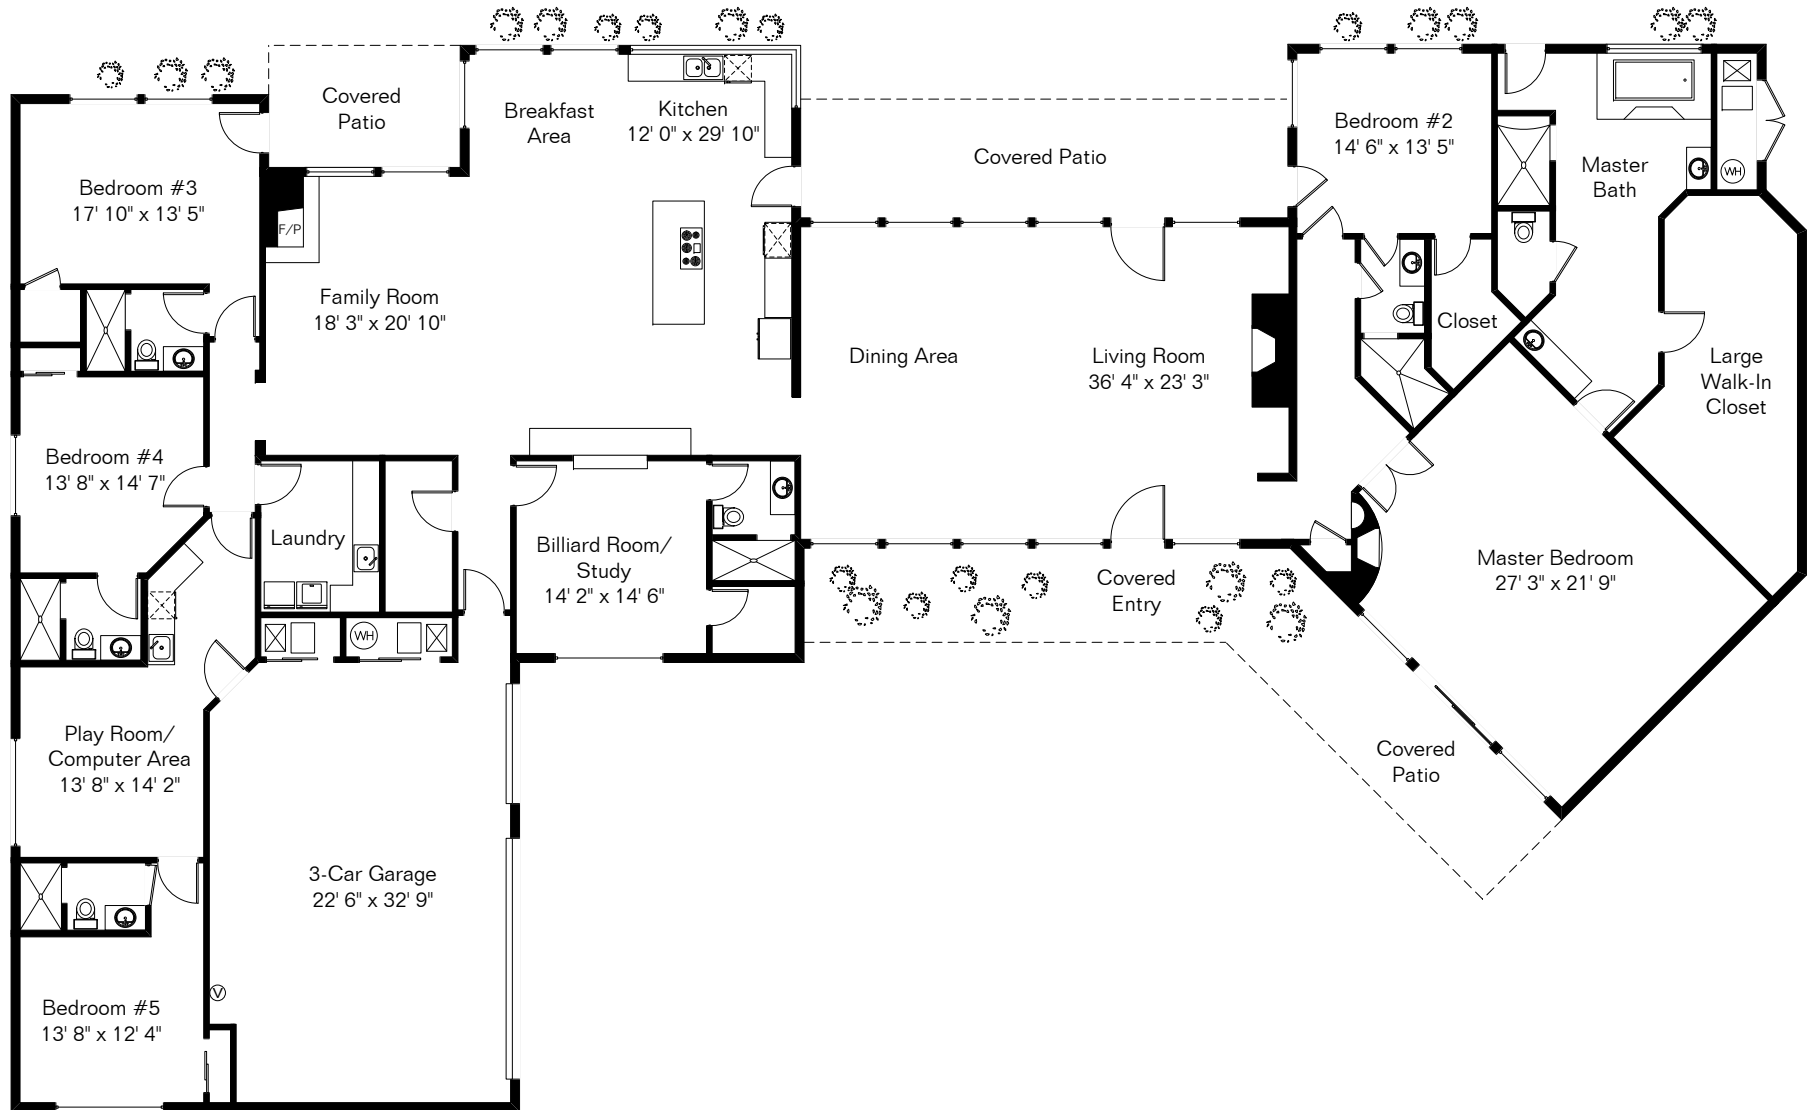 Covered
Patio
Breakfast
Area
Kitchen
12' 0" x 29' 10"
Covered Patio
Bedroom #2
14' 6" x 13' 5"
Master
Bath
WH
Bedroom #3
17' 10" x 13' 5"
F/P
Family Room
18' 3" x 20' 10"
Closet
Dining Area
Living Room
36' 4" x 23' 3"
Large
Walk-In
Closet
Bedroom #4
13' 8" x 14' 7"
Laundry
Billiard Room/
Study
14' 2" x 14' 6"
Covered
Entry
Master Bedroom
27' 3" x 21' 9"
WH
Play Room/
Computer Area
13' 8" x 14' 2"
Covered
Patio
3-Car Garage
22' 6" x 32' 9"
V
Bedroom #5
13' 8" x 12' 4"